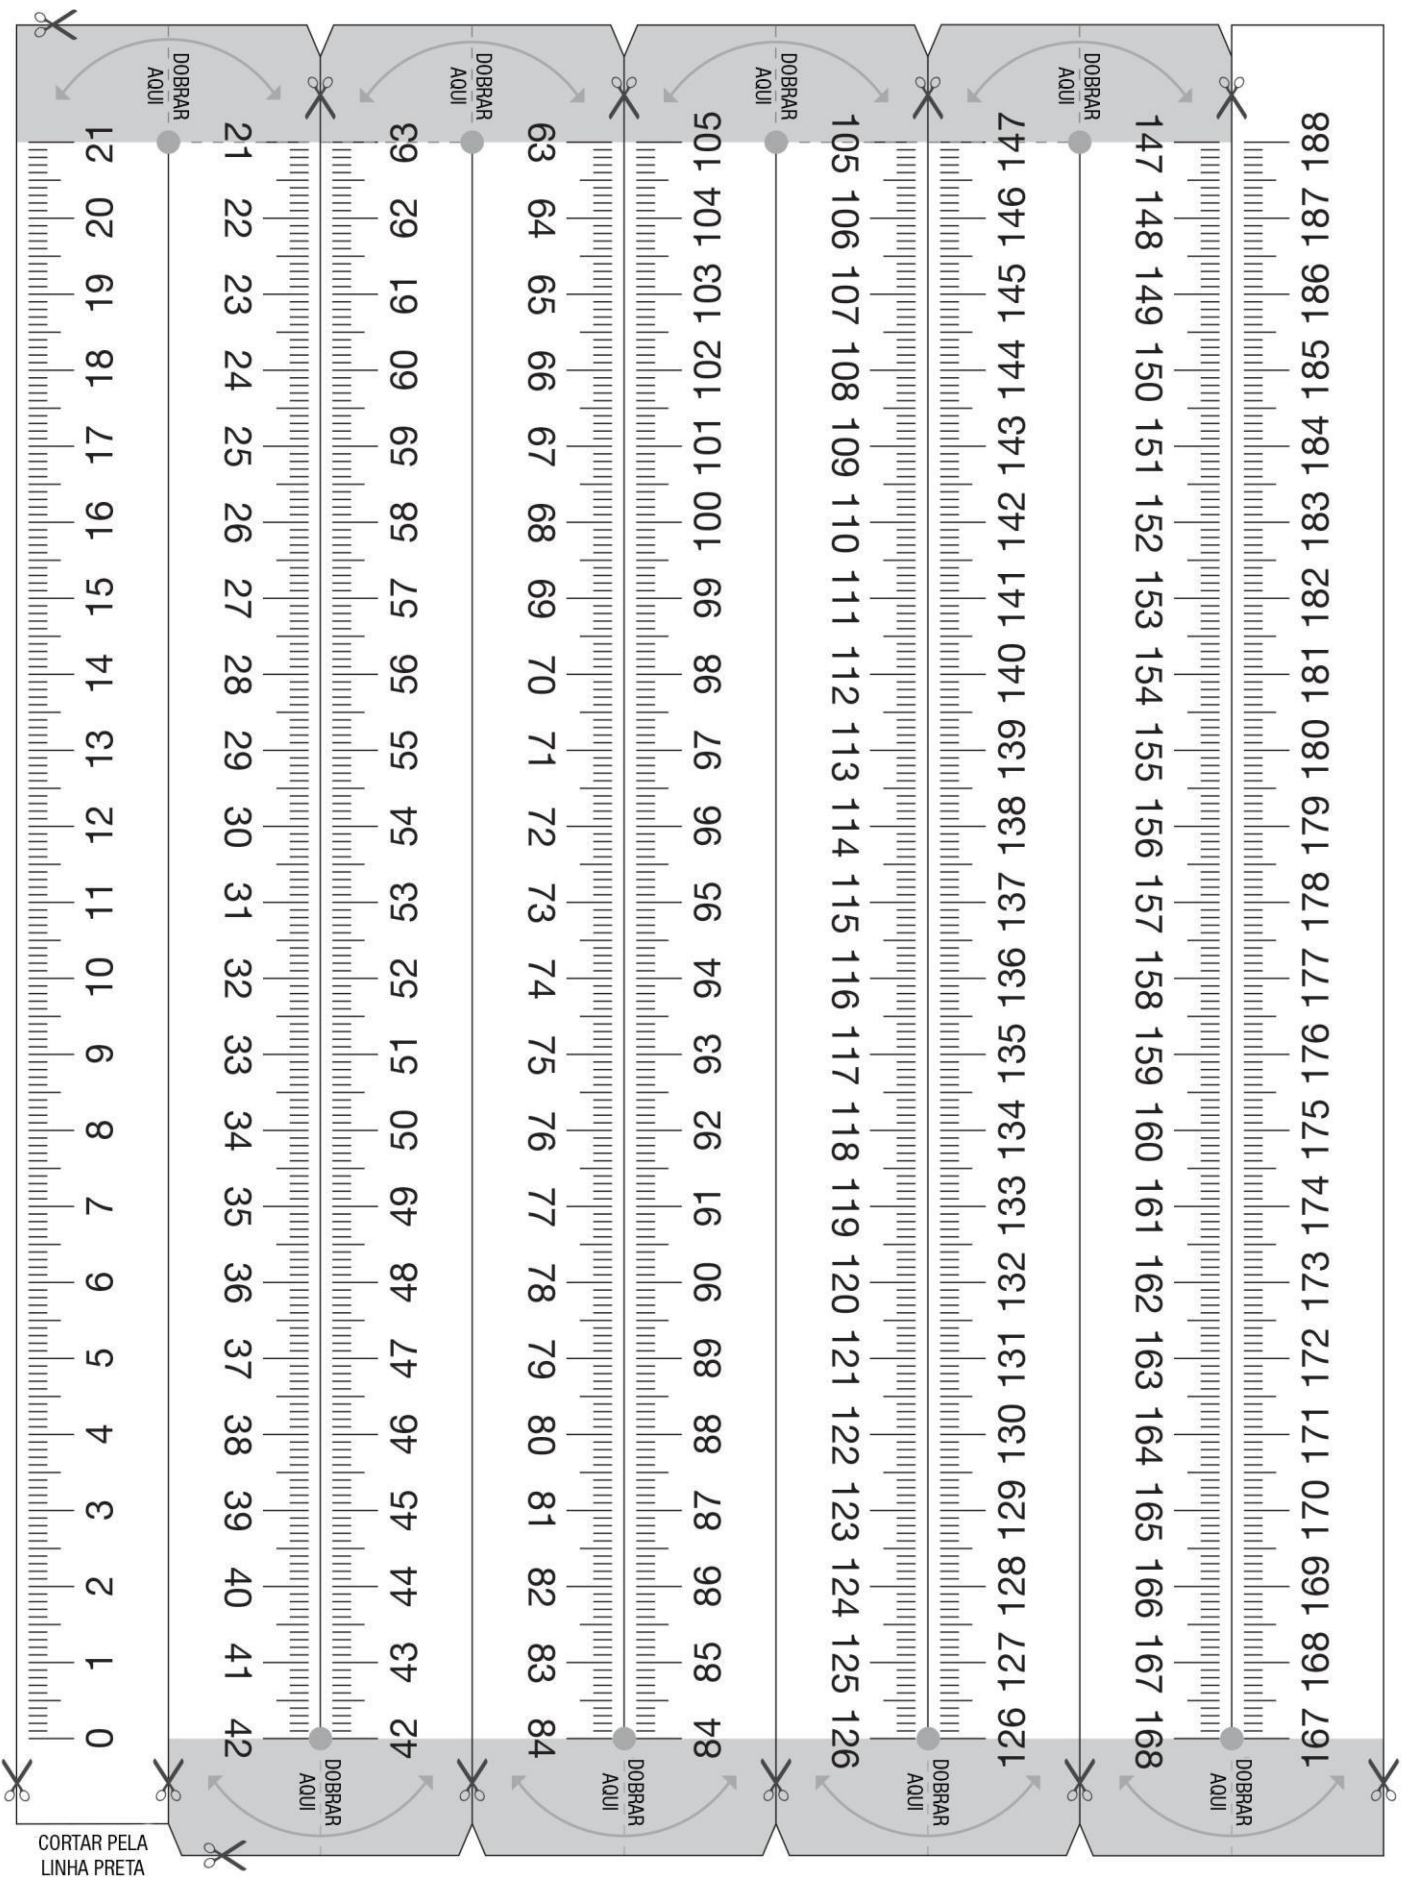 DOBRAR
AQUI
DOBRAR
AQUI
DOBRAR
AQUI
DOBRAR
AQUI
0 1 2 3 4 5 6 7 8 9 10 11 12 13 14 15 16 17 18 19 20 21
21 22 23 24 25 26 27 28 29 30 31 32 33 34 35 36 37 38 39 40 41 42
42 43 44 45 46 47 48 49 50 51 52 53 54 55 56 57 58 59 60 61 62 63
63 64 65 66 67 68 69 70 71 72 73 74 75 76 77 78 79 80 81 82 83 84
84 85 86 87 88 89 90 91 92 93 94 95 96 97 98 99 100 101 102 103 104 105
105 106 107 108 109 110 111 112 113 114 115 116 117 118 119 120 121 122 123 124 125 126
126 127 128 129 130 131 132 133 134 135 136 137 138 139 140 141 142 143 144 145 146 147
147 148 149 150 151 152 153 154 155 156 157 158 159 160 161 162 163 164 165 166 167 168
167 168 169 170 171 172 173 174 175 176 177 178 179 180 181 182 183 184 185 186 187 188
DOBRAR
AQUI
DOBRAR
AQUI
DOBRAR
AQUI
DOBRAR
AQUI
CORTAR PELA
LINHA PRETA